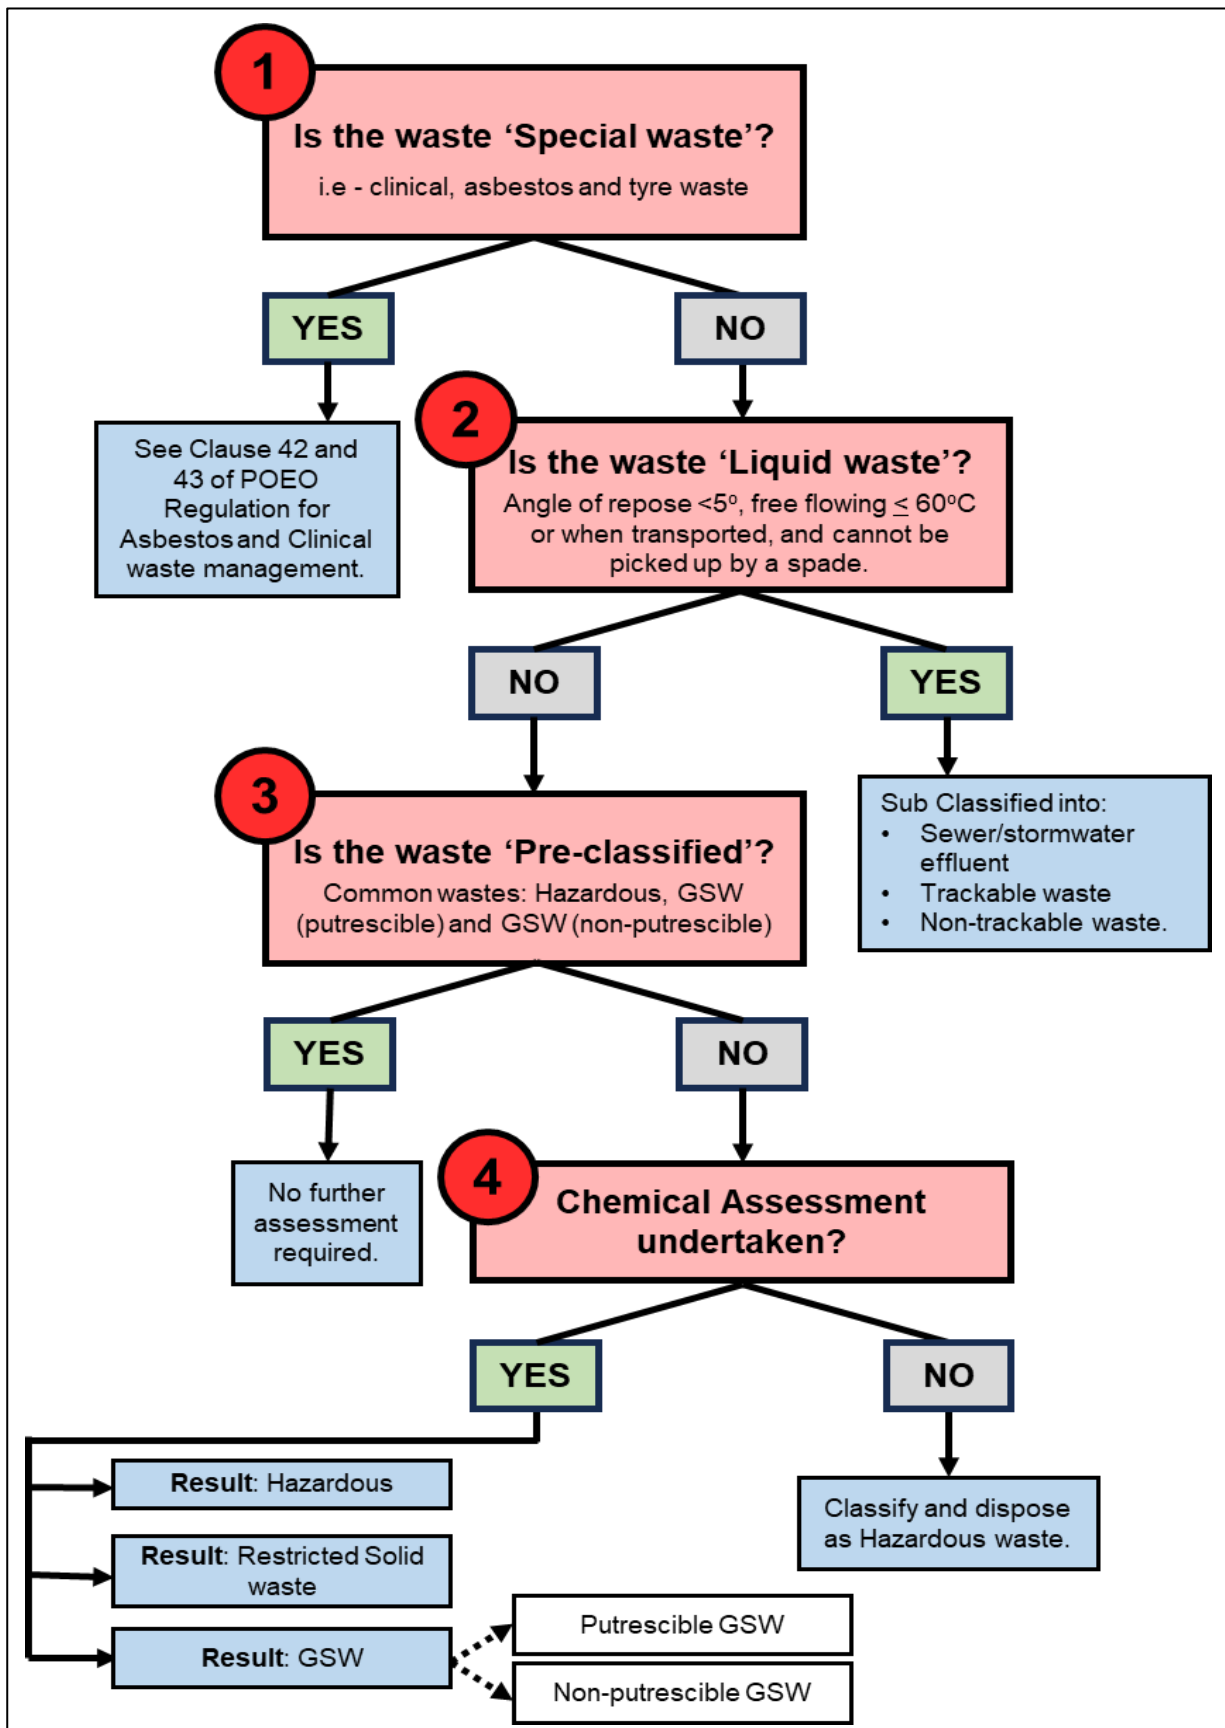 1
Is the waste ‘Special waste’?
i.e - clinical, asbestos and tyre waste
YES
NO
See Clause 42 and
43 of POEO
Regulation for
Asbestos and Clinical
waste management.
2
Is the waste ‘Liquid waste’?
Angle of repose <5º, free flowing ≤ 60ºC
or when transported, and cannot be
picked up by a spade.
NO
YES
Sub Classified into:
• Sewer/stormwater
effluent
• Trackable waste
• Non-trackable waste.
3
Is the waste ‘Pre-classified’?
Common wastes: Hazardous, GSW
(putrescible) and GSW (non-putrescible)
YES
NO
No further
assessment
required.
4
Chemical Assessment
undertaken?
YES
NO
Classify and dispose
as Hazardous waste.
Result: Hazardous
Result: Restricted Solid
waste
Result: GSW
Putrescible GSW
Non-putrescible GSW